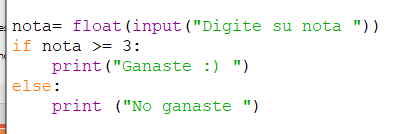 nota= float(input("Digite su nota "))
if nota >= 3:
    print("Ganaste :) ")
else:
    print ("No ganaste ")